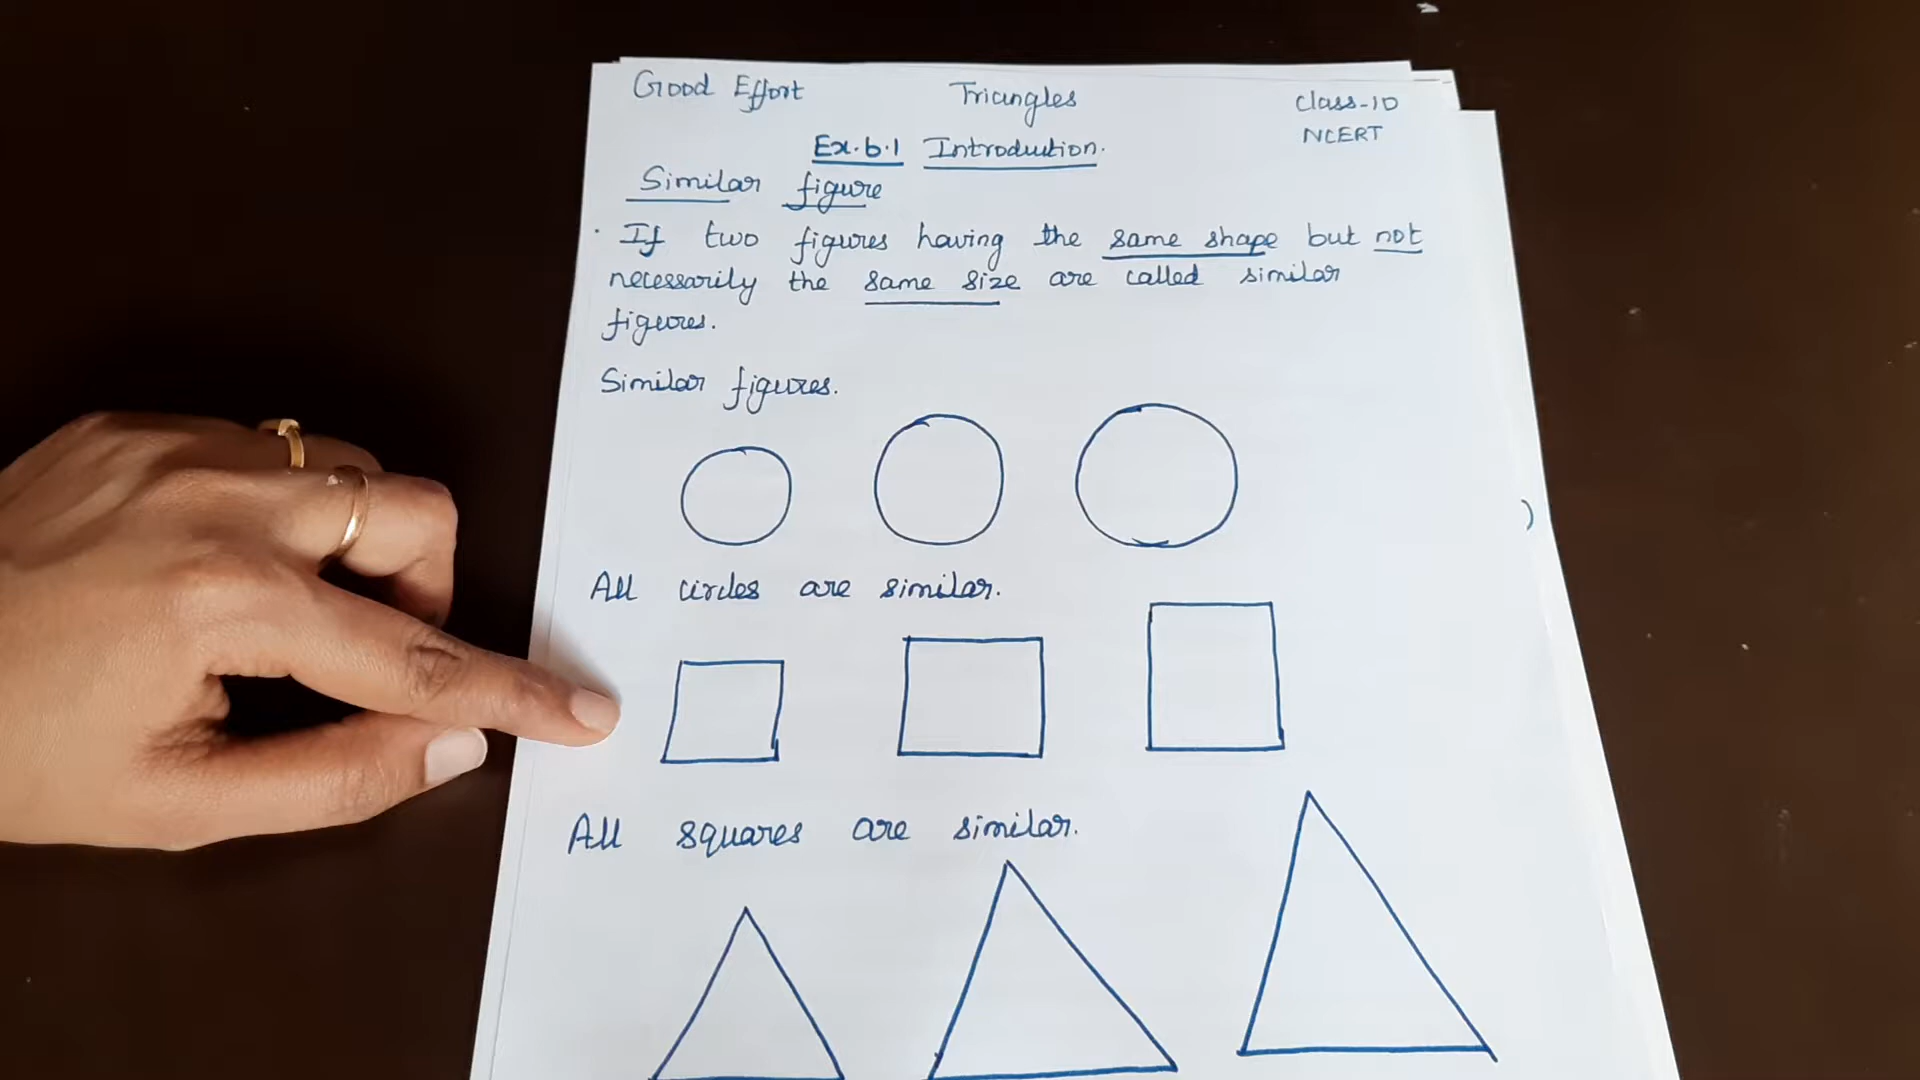 Good Effort Triangles Class-10
NCERT
Ex.6.1 Introduction.
Similar figure
. If two figures having the same shape but not
necessarily the same size are called similar
figures.
Similar figures.
All circles are similar.
All squares are similar.